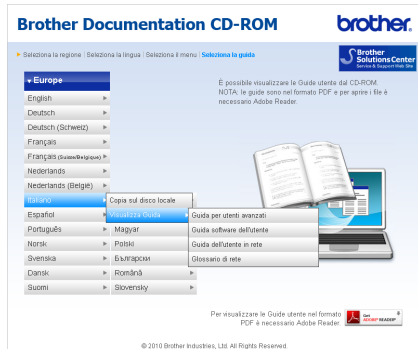 Brother Documentation CD-ROM
brother.
Seleziona la regione | Seleziona la lingua | Seleziona il menu | Seleziona la guida
Brother
Solutions Center
Service & Support Web Site
Europe
English
Deutsch
Deutsch (Schweiz)
Français
Français (Suisse/Belgique)
Nederlands
Nederlands (België)
Italiano
Español
Português
Norsk
Svenska
Dansk
Suomi
Copia sul disco locale
Visualizza Guida
Magyar
Polski
Български
Română
Slovensky
Guida per utenti avanzati
Guida software dell'utente
Guida dell'utente in rete
Glossario di rete
È possibile visualizzare le Guide utente dal CD-ROM.
NOTA: le guide sono nel formato PDF e per aprire i file è
necessario Adobe Reader.
Per visualizzare le Guide utente nel formato
PDF è necessario Adobe Reader.
Get
ADOBE® READER®
© 2010 Brother Industries, Ltd. All Rights Reserved.